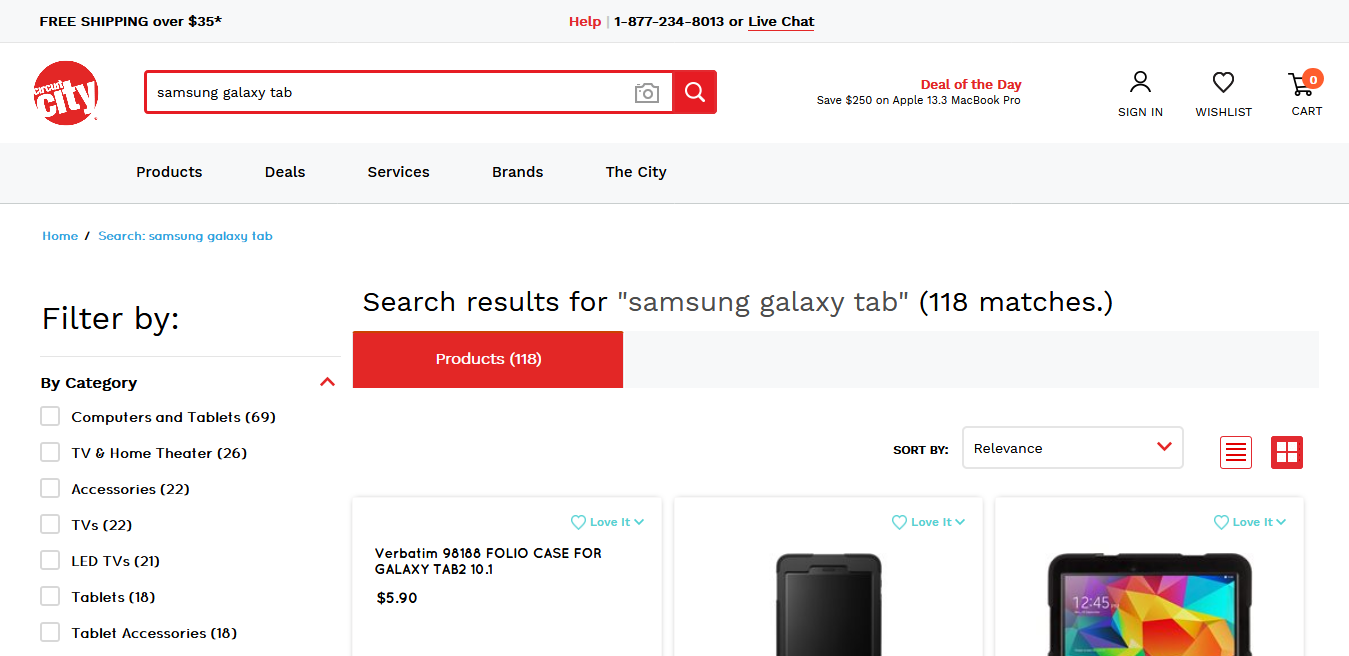 FREE SHIPPING over $35*
Help | 1-877-234-8013 or Live Chat
circuit city
samsung galaxy tab
Deal of the Day
Save $250 on Apple 13.3 MacBook Pro
SIGN IN
WISHLIST
0
CART
Products
Deals
Services
Brands
The City
Home / Search: samsung galaxy tab
Filter by:
By Category
Computers and Tablets (69)
TV & Home Theater (26)
Accessories (22)
TVs (22)
LED TVs (21)
Tablets (18)
Tablet Accessories (18)
Search results for "samsung galaxy tab" (118 matches.)
Products (118)
SORT BY:
Relevance
Love It
Verbatim 98188 FOLIO CASE FOR
GALAXY TAB2 10.1
$5.90
Love It
Love It
12:45